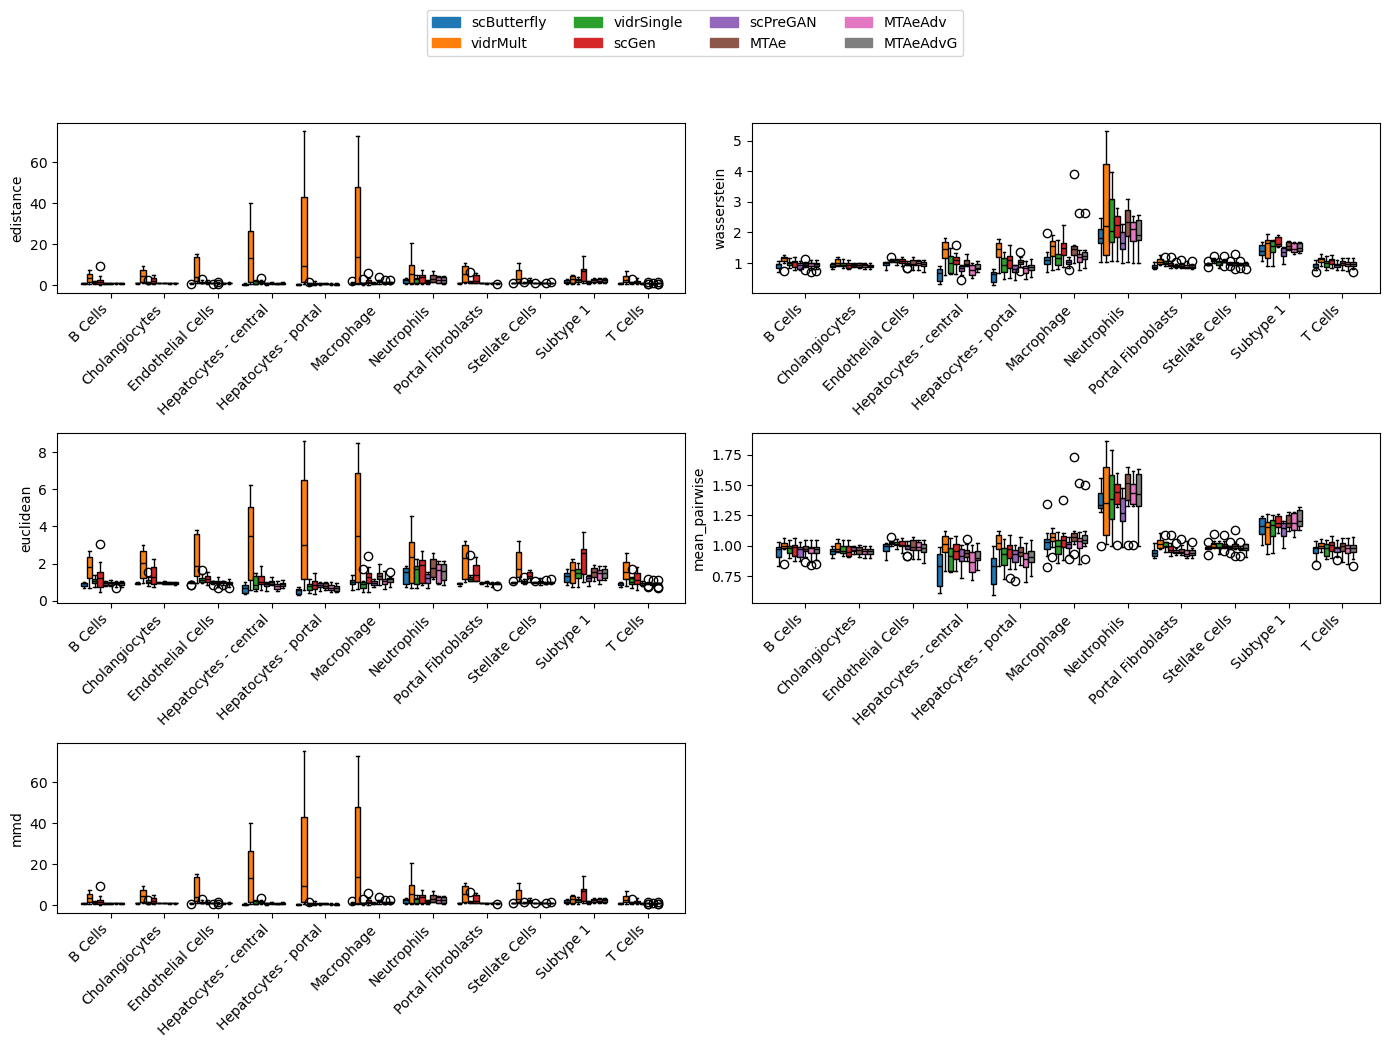 scButterfly vidrSingle scPreGAN MTAeAdv
vidrMult scGen MTAe MTAeAdvG
edistance
60
40
20
0
B Cells
Cholangiocytes
Endothelial Cells
Hepatocytes - central
Hepatocytes - portal
Macrophage
Neutrophils
Portal Fibroblasts
Stellate Cells
Subtype 1
T Cells
wasserstein
5
4
3
2
1
B Cells
Cholangiocytes
Endothelial Cells
Hepatocytes - central
Hepatocytes - portal
Macrophage
Neutrophils
Portal Fibroblasts
Stellate Cells
Subtype 1
T Cells
euclidean
8
6
4
2
0
B Cells
Cholangiocytes
Endothelial Cells
Hepatocytes - central
Hepatocytes - portal
Macrophage
Neutrophils
Portal Fibroblasts
Stellate Cells
Subtype 1
T Cells
mean_pairwise
1.75
1.50
1.25
1.00
0.75
B Cells
Cholangiocytes
Endothelial Cells
Hepatocytes - central
Hepatocytes - portal
Macrophage
Neutrophils
Portal Fibroblasts
Stellate Cells
Subtype 1
T Cells
mmd
60
40
20
0
B Cells
Cholangiocytes
Endothelial Cells
Hepatocytes - central
Hepatocytes - portal
Macrophage
Neutrophils
Portal Fibroblasts
Stellate Cells
Subtype 1
T Cells